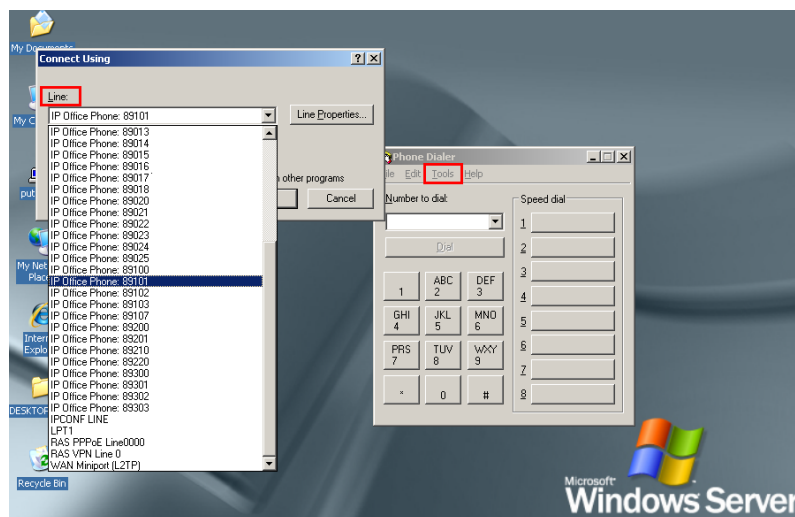 My Documents
Connect Using
Line:
IP Office Phone: 89101
Line Properties...
IP Office Phone: 89013
IP Office Phone: 89014
IP Office Phone: 89015
IP Office Phone: 89016
IP Office Phone: 89017
IP Office Phone: 89018
IP Office Phone: 89020
IP Office Phone: 89021
IP Office Phone: 89022
IP Office Phone: 89023
IP Office Phone: 89024
IP Office Phone: 89025
IP Office Phone: 89100
IP Office Phone: 89101
IP Office Phone: 89102
IP Office Phone: 89103
IP Office Phone: 89107
IP Office Phone: 89200
IP Office Phone: 89201
IP Office Phone: 89210
IP Office Phone: 89220
IP Office Phone: 89300
IP Office Phone: 89301
IP Office Phone: 89302
IP Office Phone: 89303
IPCONF LINE
LPT1
RAS PPPoE Line0000
RAS VPN Line 0
WAN Miniport (L2TP)
other programs
Cancel
My C
put
My Net
Place
Inter
Explo
DESKTOP
Recycle Bin
Phone Dialer
ile Edit Tools Help
Number to dial:
Dial
1
ABC 2
DEF 3
GHI 4
JKL 5
MNO 6
PRS 7
TUV 8
WXY 9
*
0
#
Speed dial
1
2
3
4
5
6
7
8
Microsoft
Windows Server